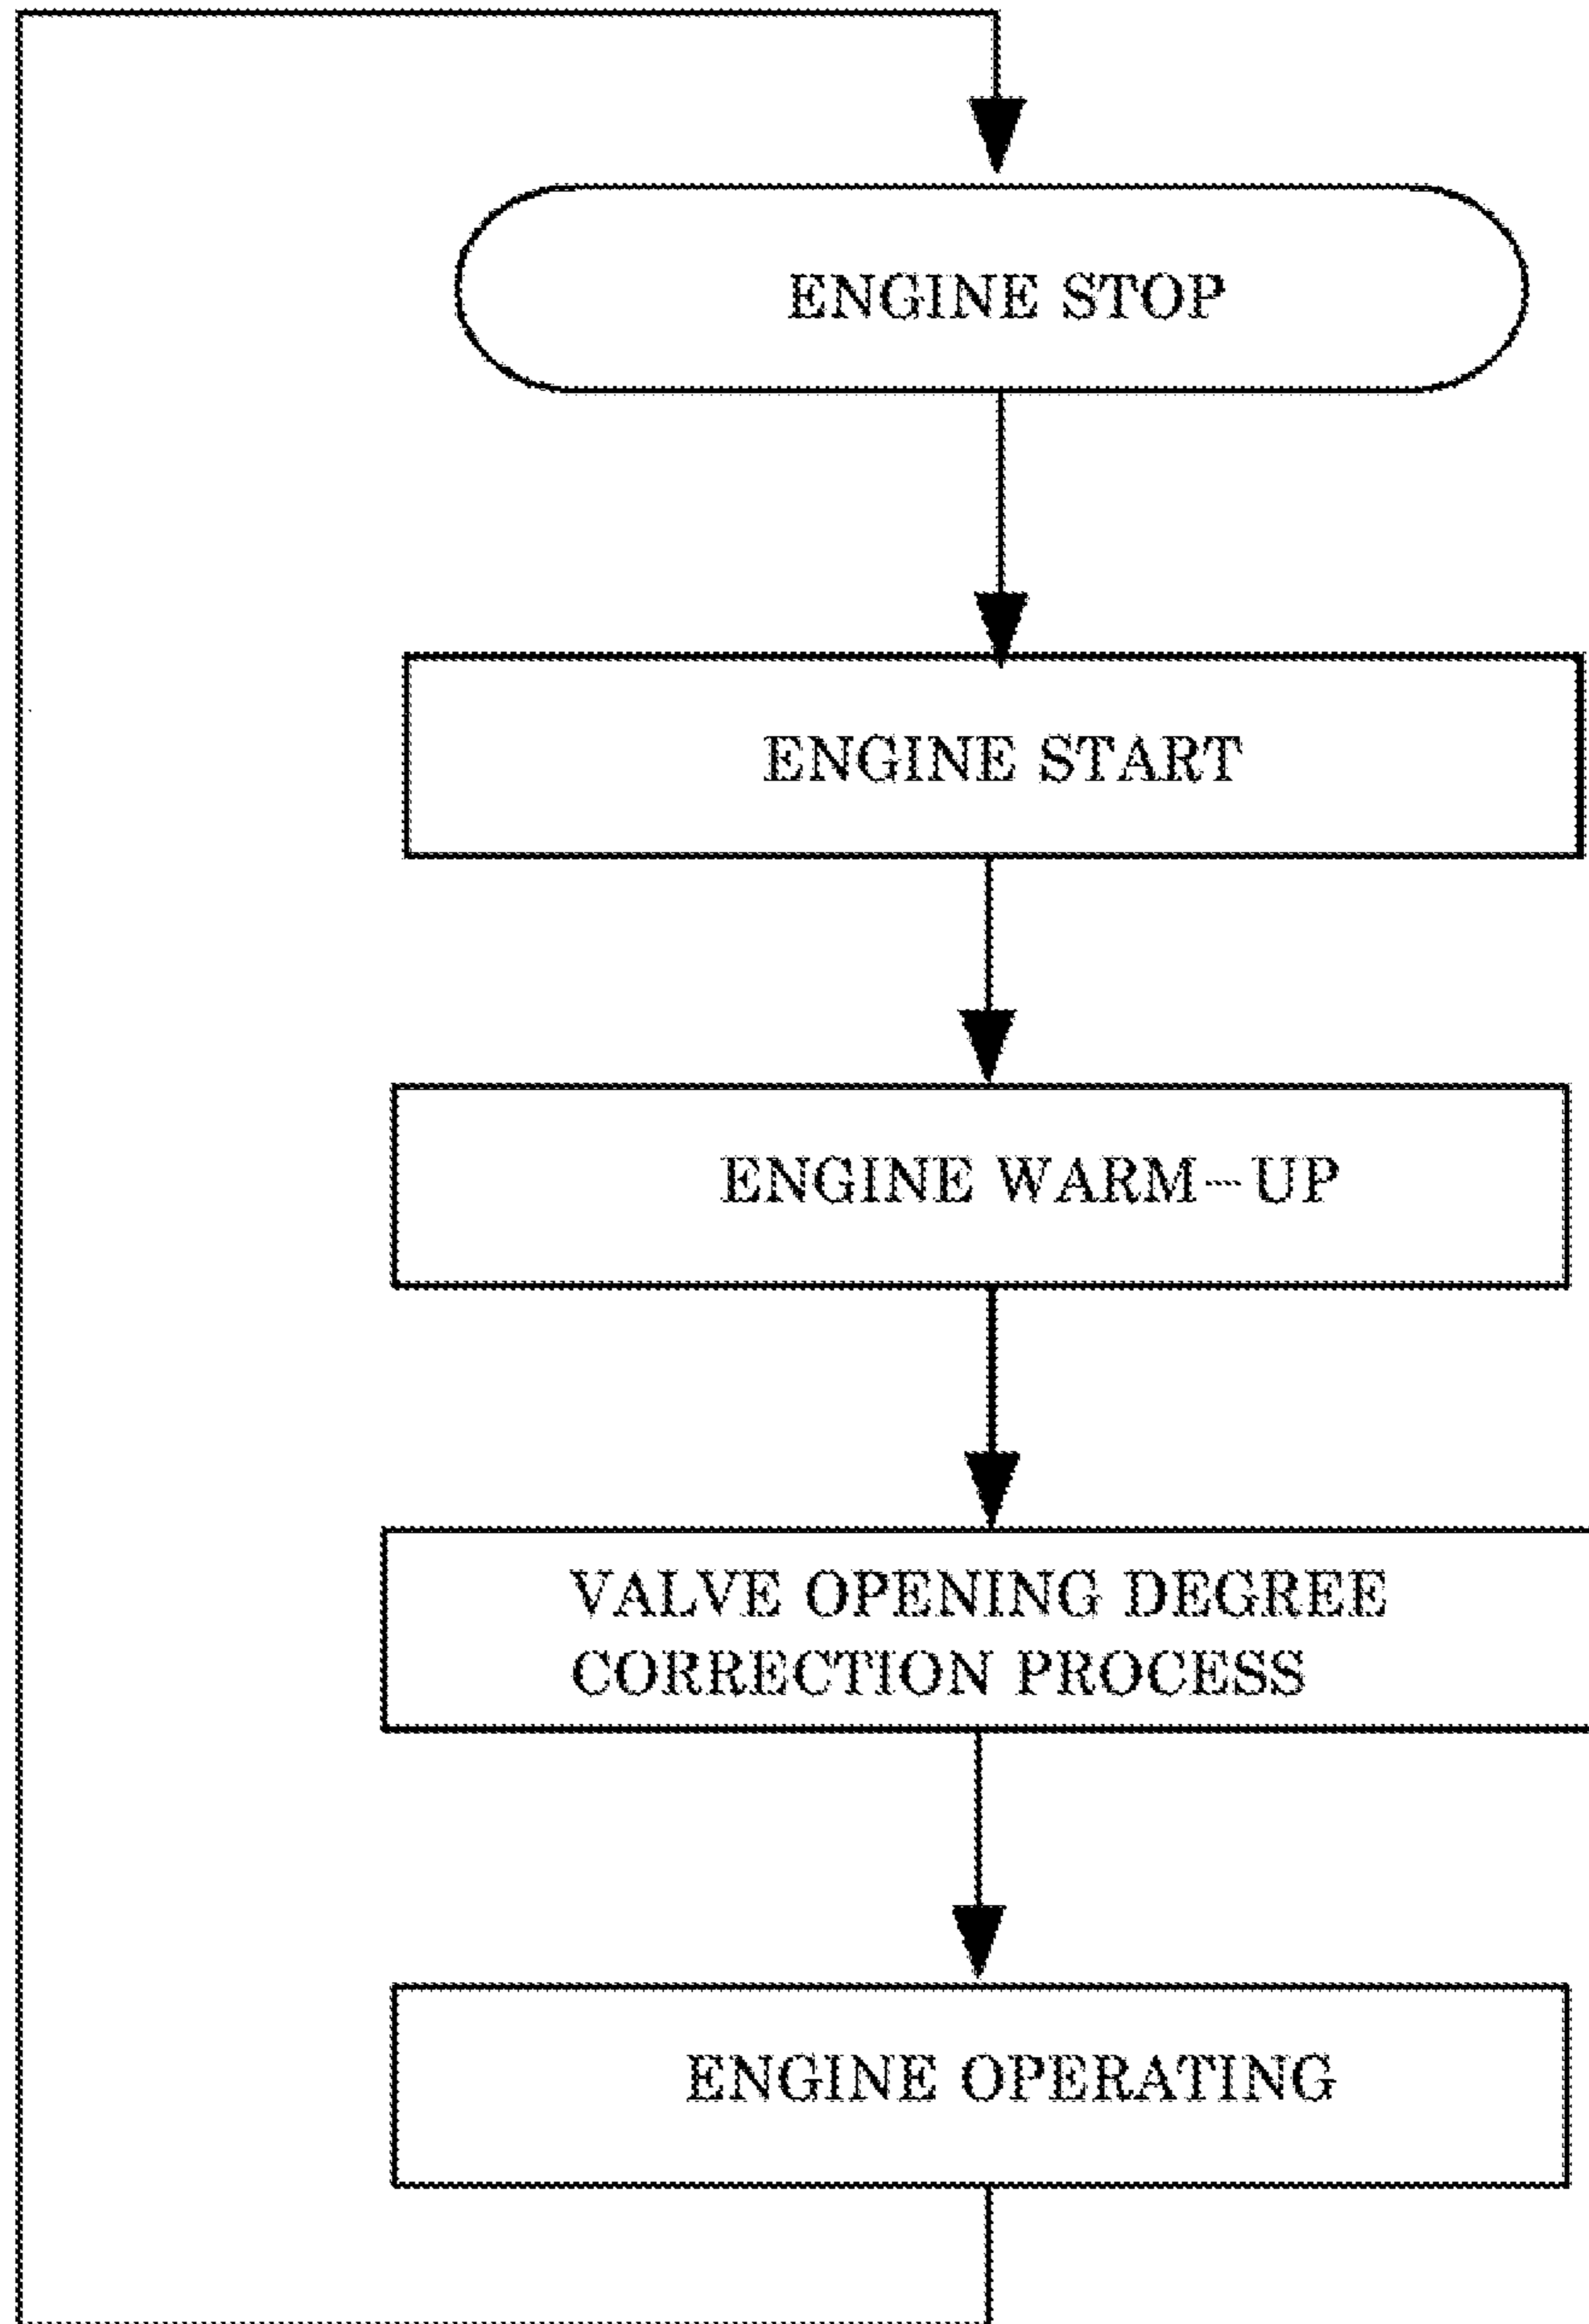 ENGINE STOP
ENGINE START
ENGINE WARM-UP
VALVE OPENING DEGREE
CORRECTION PROCESS
ENGINE OPERATING